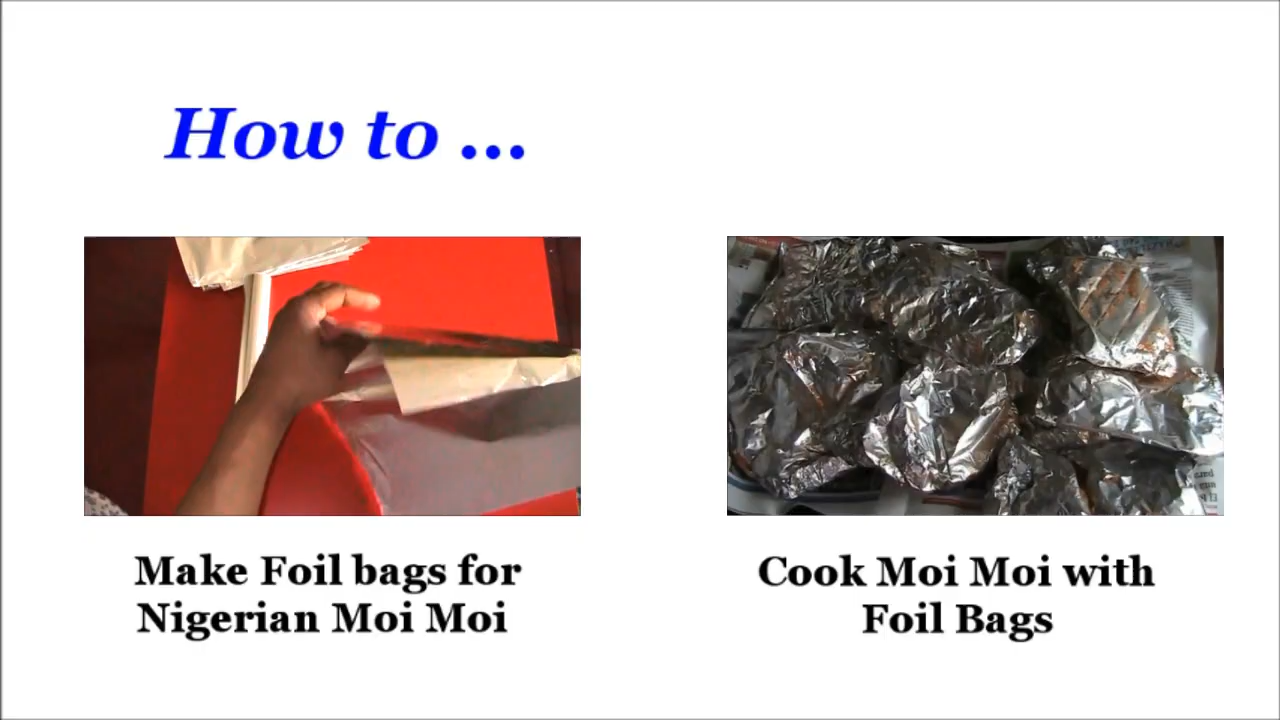 How to ...
Make Foil bags for
Nigerian Moi Moi
Cook Moi Moi with
Foil Bags